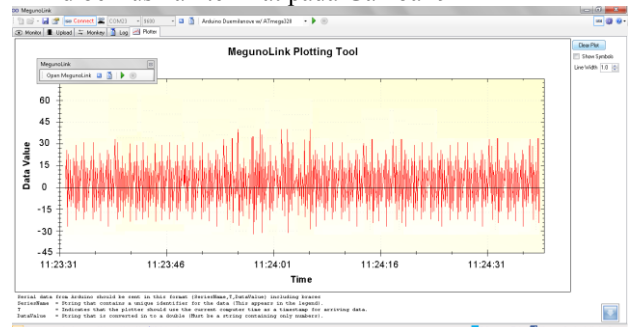 MegunoLink
Connect COM31 9600 Arduino Duemilanove w/ ATmega328
Monitor Upload Monkey Log Plotter
MegunoLink Plotting Tool
Clear Plot
Show Symbols
Line Width 1.0
MegunoLink
Open MegunoLink
Data Value
60
45
30
15
0
-15
-30
-45
11:23:31 11:23:46 11:24:01 11:24:16 11:24:31
Time
Serial data from Arduino should be sent in this format {SeriesName,T,DataValue} including braces
SeriesName = String that contains a unique identifier for the data (This appears in the legend).
T = Indicates that the plotter should use the current computer time as a timestamp for arriving data.
DataValue = String that is converted in to a double (Must be a string containing only numbers).